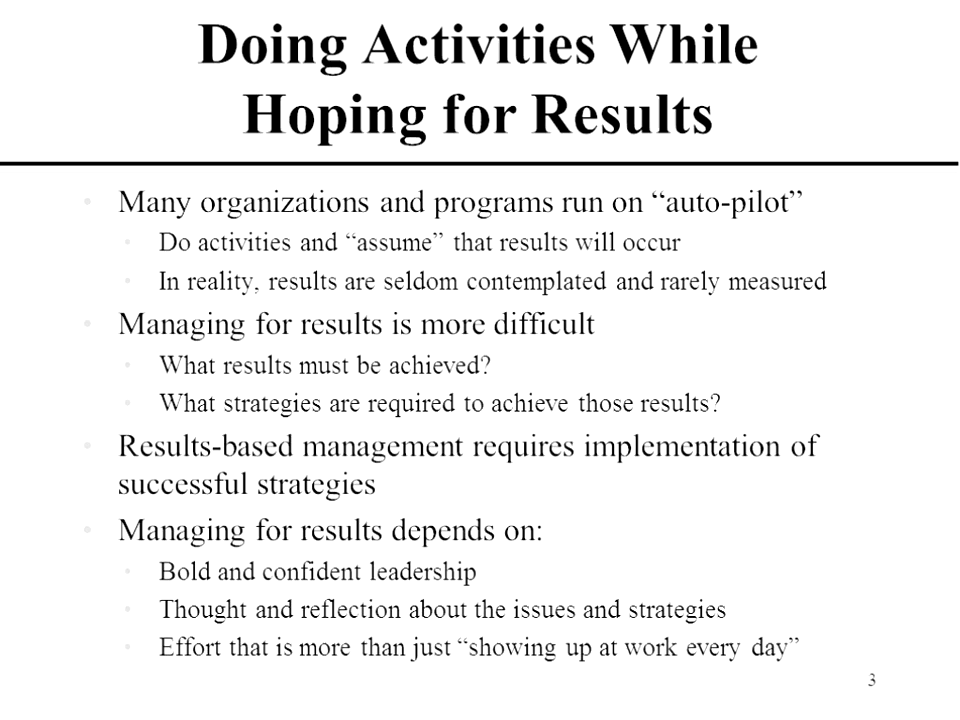 Doing Activities While
Hoping for Results
• Many organizations and programs run on “auto-pilot”
• Do activities and “assume” that results will occur
• In reality, results are seldom contemplated and rarely measured
• Managing for results is more difficult
• What results must be achieved?
• What strategies are required to achieve those results?
• Results-based management requires implementation of
successful strategies
• Managing for results depends on:
• Bold and confident leadership
• Thought and reflection about the issues and strategies
• Effort that is more than just “showing up at work every day”
3